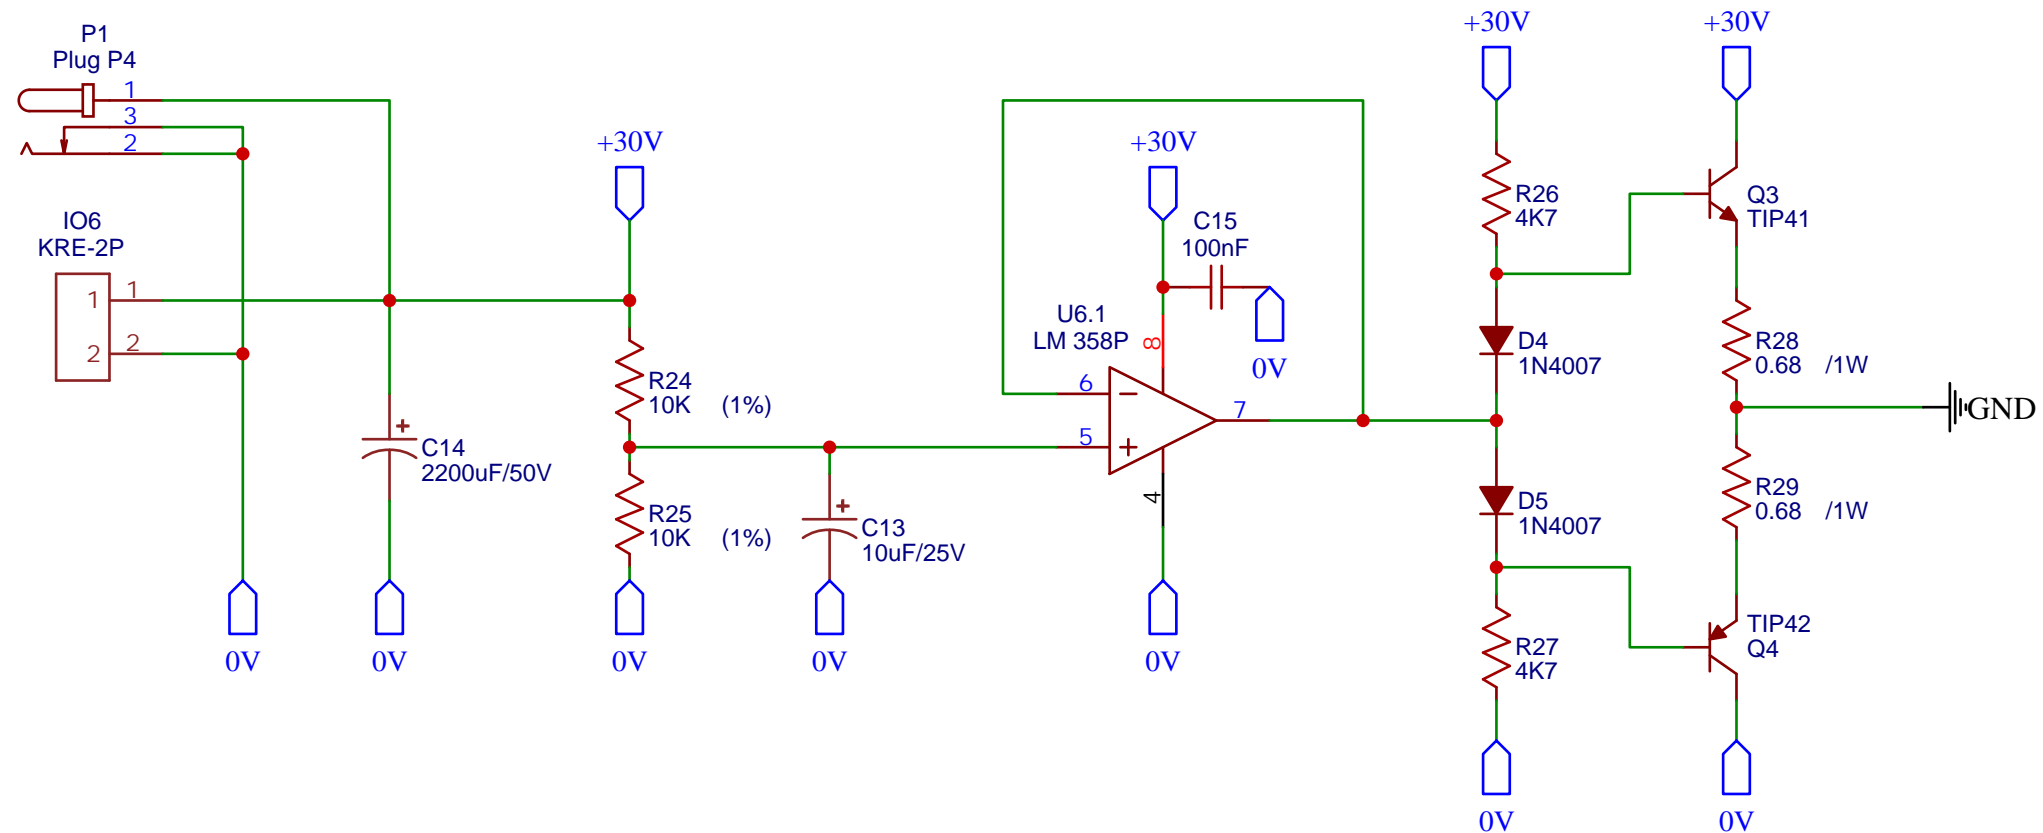 P1
Plug P4
1
3
2
IO6
KRE-2P
1
1
2
2
0V
+
C14
2200uF/50V
0V
+30V
R24
10K (1%)
R25
10K (1%)
0V
+
C13
10uF/25V
0V
+30V
C15
100nF
0V
U6.1
LM 358P
8
6
5
7
4
0V
+30V
R26
4K7
D4
1N4007
D5
1N4007
R27
4K7
0V
+30V
Q3
TIP41
R28
0.68 /1W
GND
R29
0.68 /1W
TIP42
Q4
0V